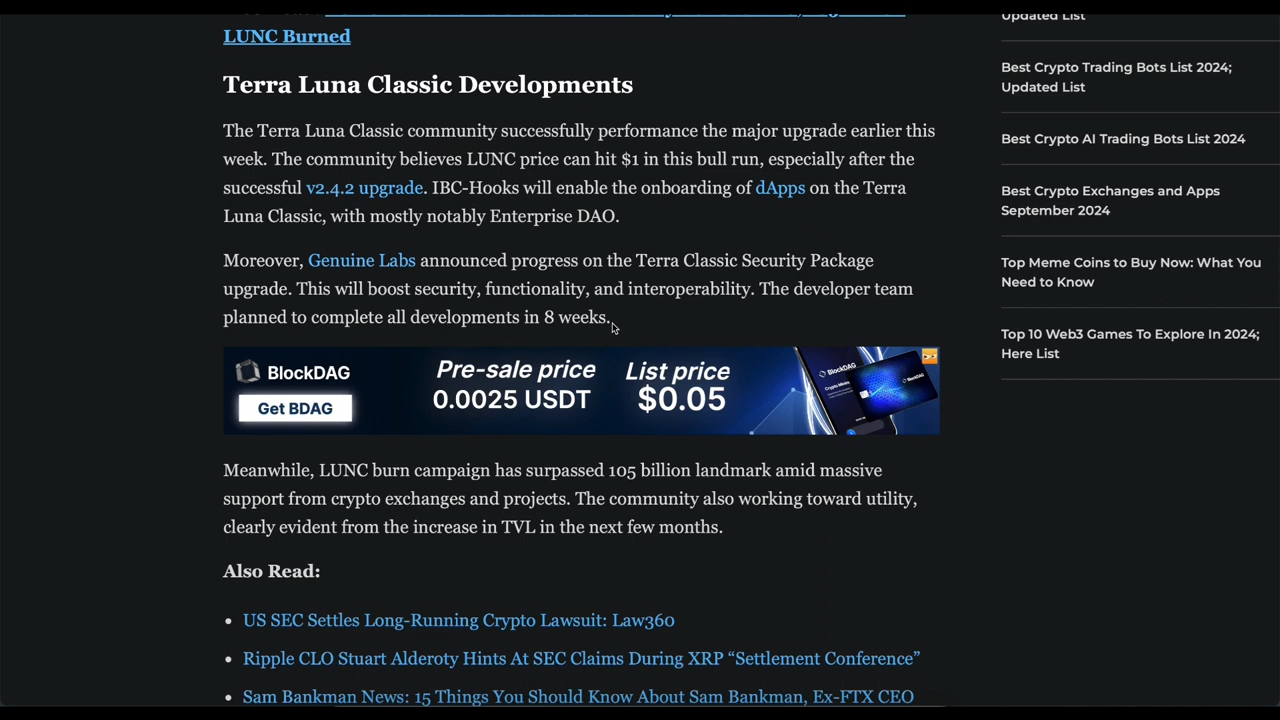 LUNC Burned
Terra Luna Classic Developments
The Terra Luna Classic community successfully performance the major upgrade earlier this
week. The community believes LUNC price can hit $1 in this bull run, especially after the
successful v2.4.2 upgrade. IBC-Hooks will enable the onboarding of dApps on the Terra
Luna Classic, with mostly notably Enterprise DAO.
Moreover, Genuine Labs announced progress on the Terra Classic Security Package
upgrade. This will boost security, functionality, and interoperability. The developer team
planned to complete all developments in 8 weeks.
BlockDAG
Get BDAG
Pre-sale price
0.0025 USDT
List price
$0.05
BlockDAG
Meanwhile, LUNC burn campaign has surpassed 105 billion landmark amid massive
support from crypto exchanges and projects. The community also working toward utility,
clearly evident from the increase in TVL in the next few months.
Also Read:
US SEC Settles Long-Running Crypto Lawsuit: Law360
Ripple CLO Stuart Alderoty Hints At SEC Claims During XRP “Settlement Conference”
Sam Bankman News: 15 Things You Should Know About Sam Bankman, Ex-FTX CEO
Updated List
Best Crypto Trading Bots List 2024;
Updated List
Best Crypto AI Trading Bots List 2024
Best Crypto Exchanges and Apps
September 2024
Top Meme Coins to Buy Now: What You
Need to Know
Top 10 Web3 Games To Explore In 2024;
Here List